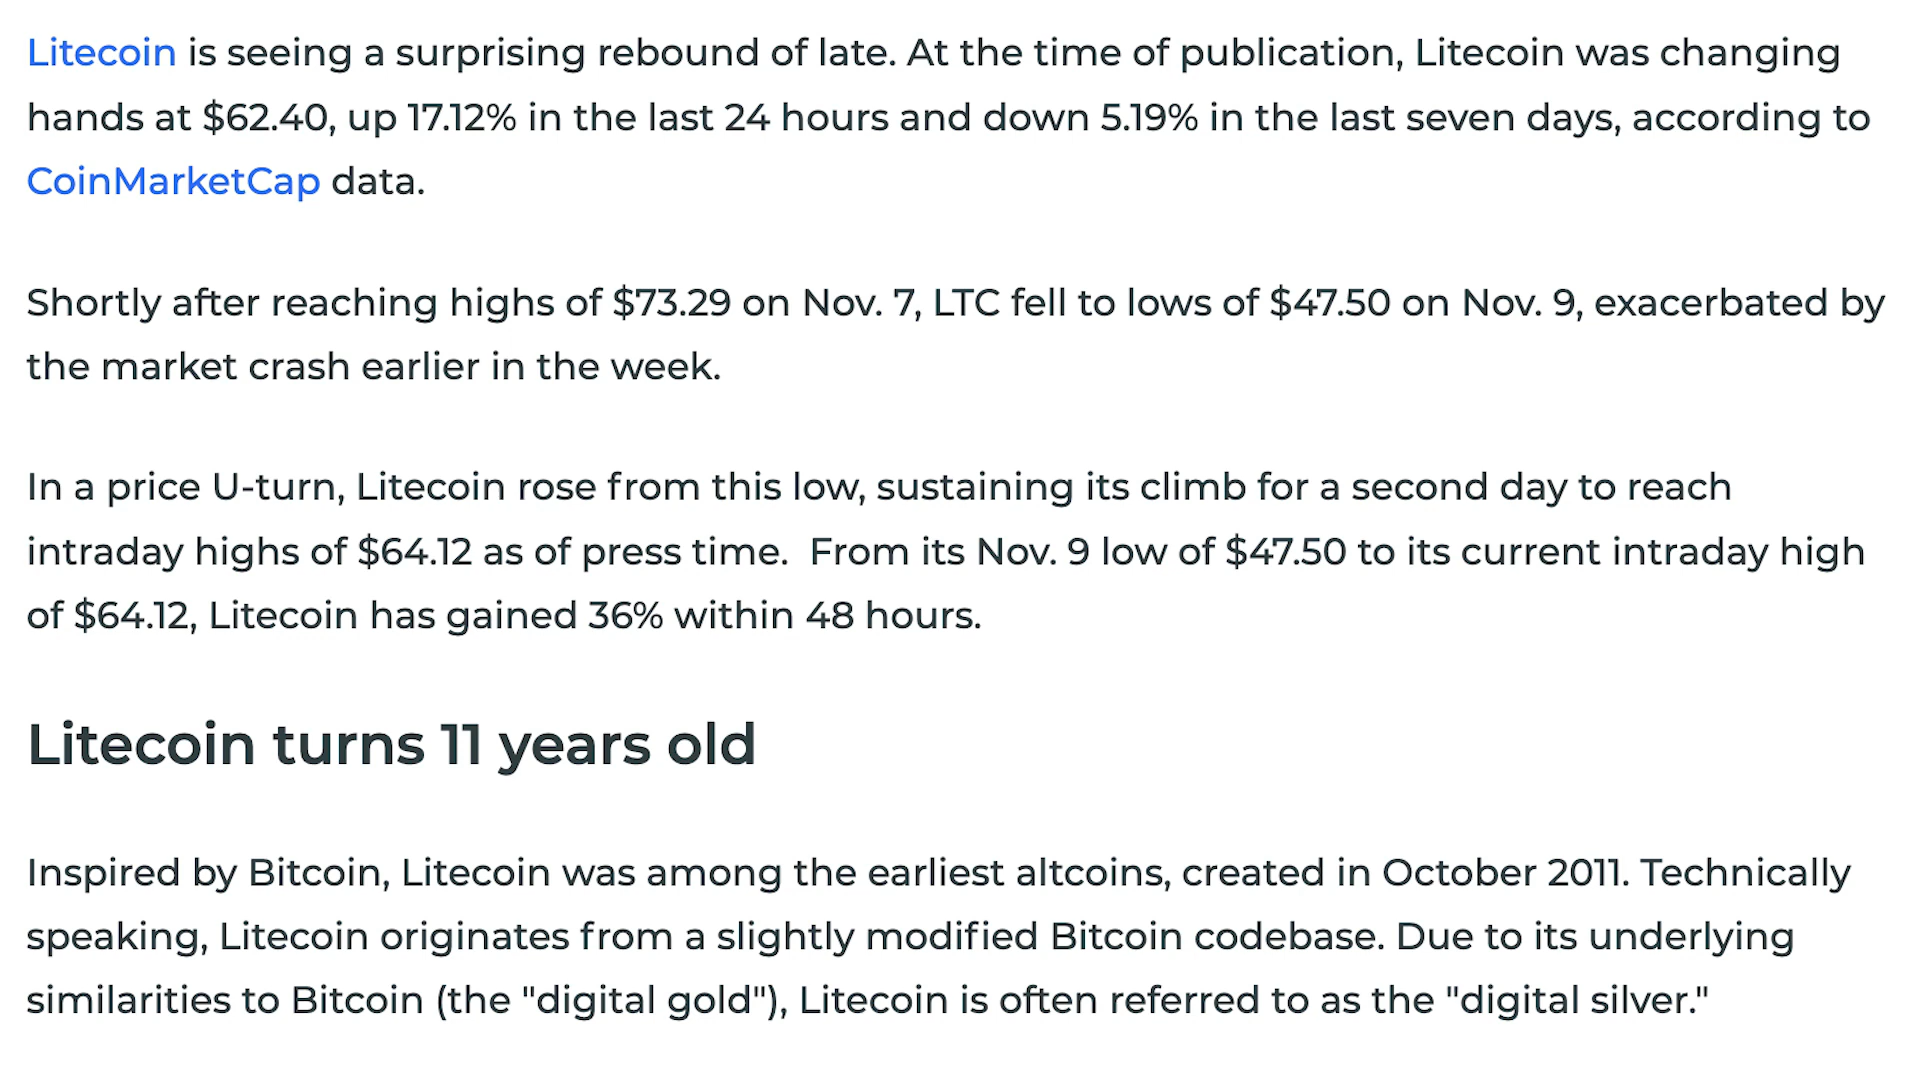 Litecoin is seeing a surprising rebound of late. At the time of publication, Litecoin was changing
hands at $62.40, up 17.12% in the last 24 hours and down 5.19% in the last seven days, according to
CoinMarketCap data.
Shortly after reaching highs of $73.29 on Nov. 7, LTC fell to lows of $47.50 on Nov. 9, exacerbated by
the market crash earlier in the week.
In a price U-turn, Litecoin rose from this low, sustaining its climb for a second day to reach
intraday highs of $64.12 as of press time.  From its Nov. 9 low of $47.50 to its current intraday high
of $64.12, Litecoin has gained 36% within 48 hours.
Litecoin turns 11 years old
Inspired by Bitcoin, Litecoin was among the earliest altcoins, created in October 2011. Technically
speaking, Litecoin originates from a slightly modified Bitcoin codebase. Due to its underlying
similarities to Bitcoin (the "digital gold"), Litecoin is often referred to as the "digital silver."